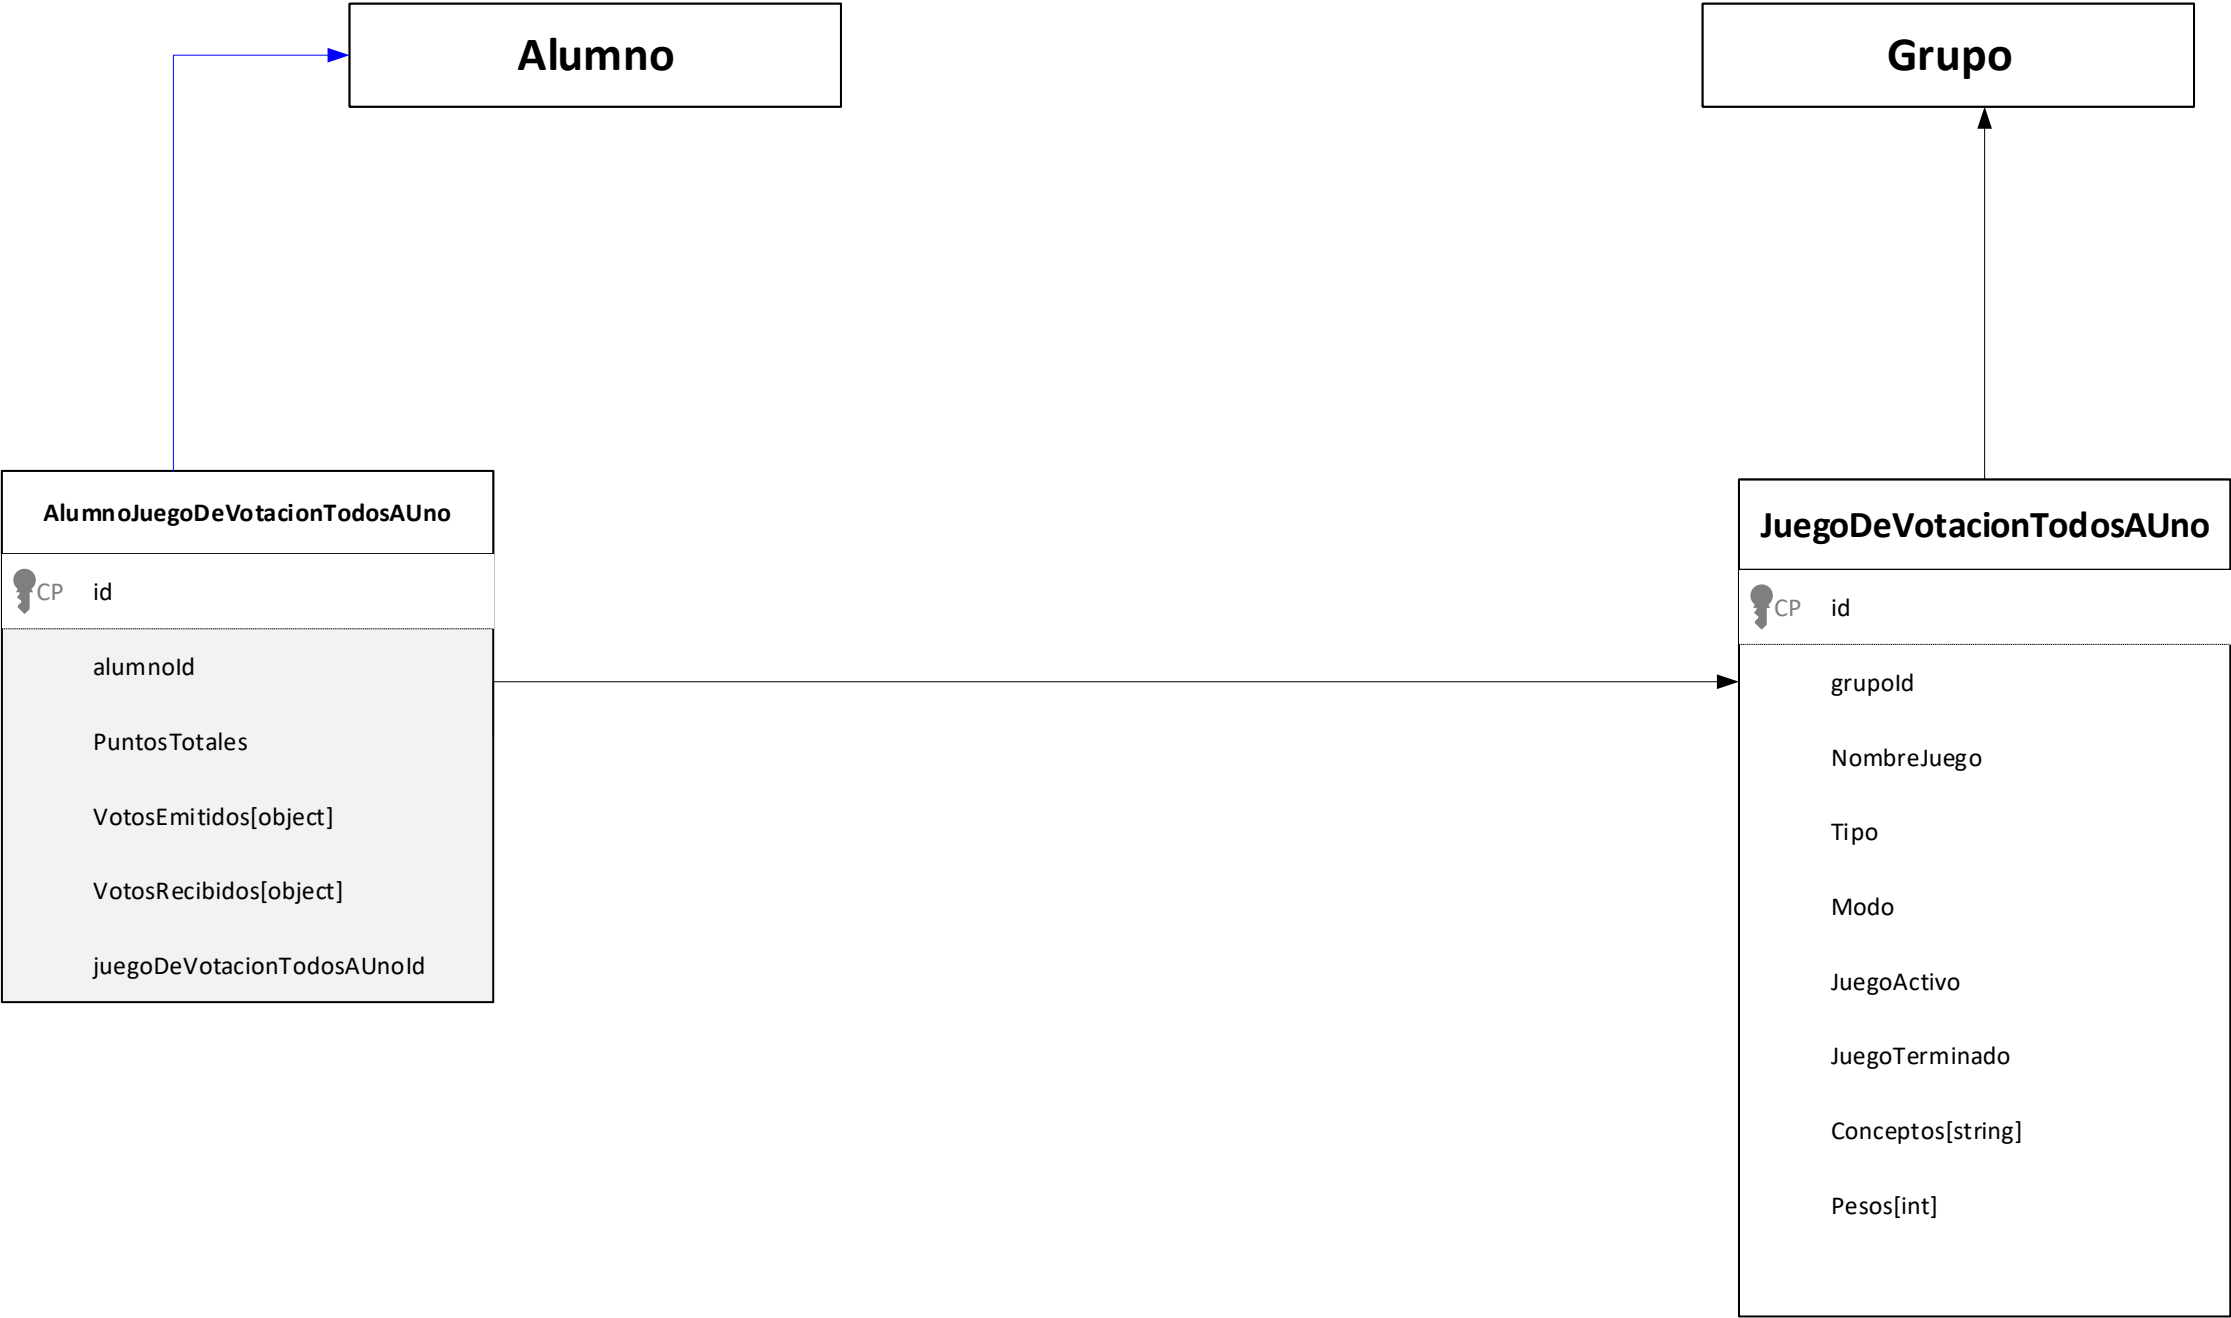 Alumno
Grupo
AlumnoJuegoDeVotacionTodosAUno
CP id
alumnoId
PuntosTotales
VotosEmitidos[object]
VotosRecibidos[object]
juegoDeVotacionTodosAUnoId
JuegoDeVotacionTodosAUno
CP id
grupoId
NombreJuego
Tipo
Modo
JuegoActivo
JuegoTerminado
Conceptos[string]
Pesos[int]